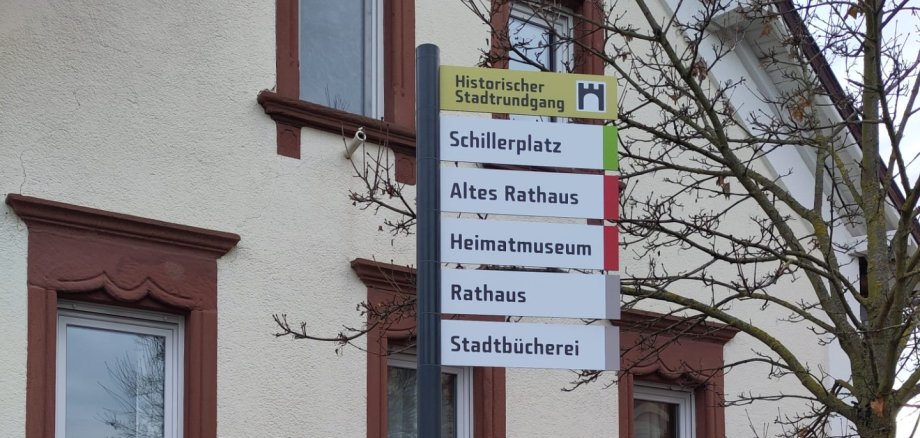 Historischer
Stadtrundgang
Schillerplatz
Altes Rathaus
Heimatmuseum
Rathaus
Stadtbücherei